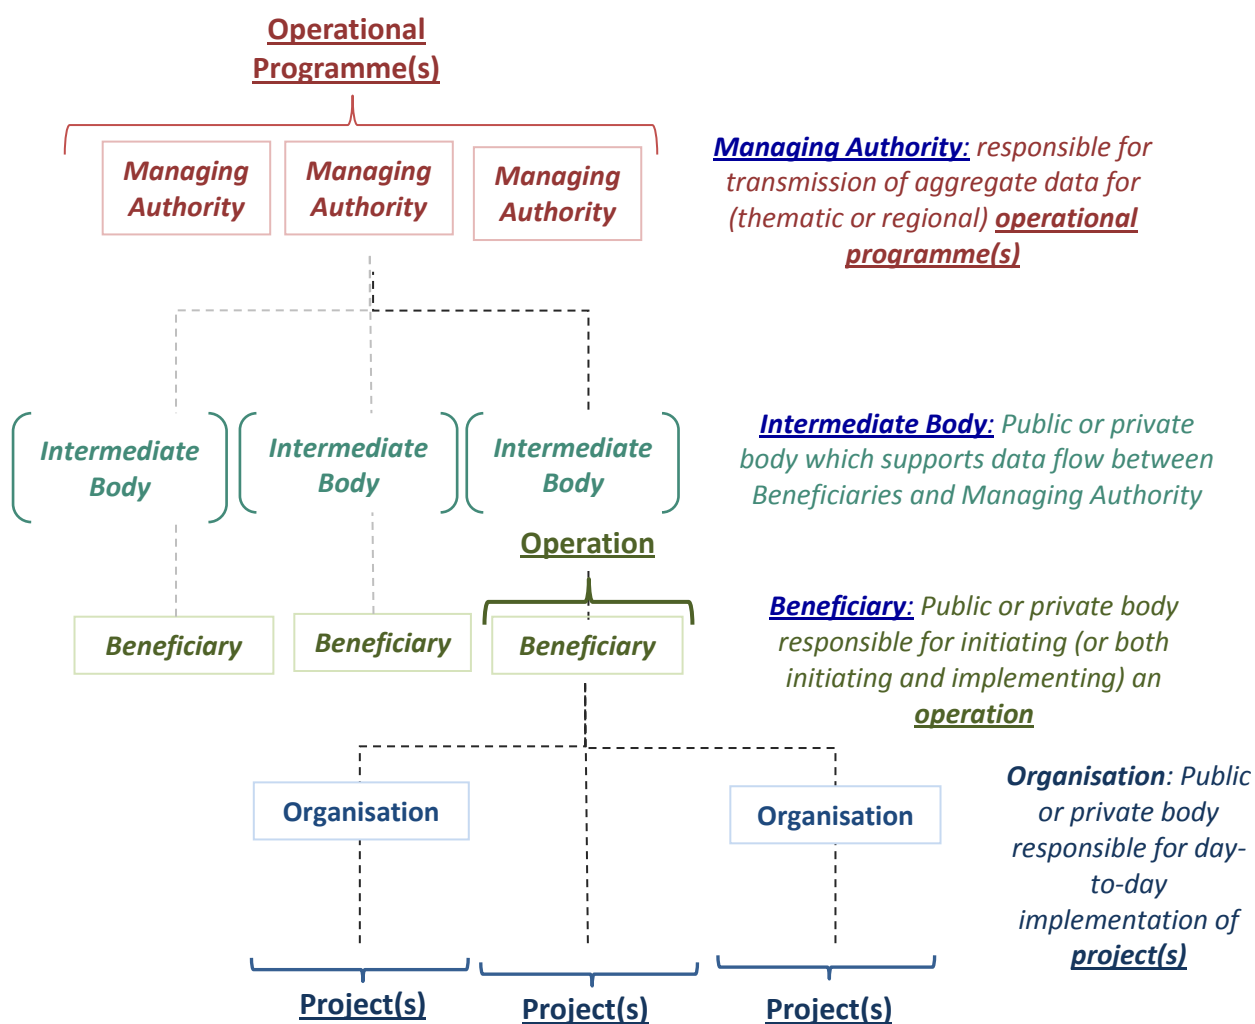 Operational
Programme(s)
Managing
Authority
Managing
Authority
Managing
Authority
Managing Authority: responsible for
transmission of aggregate data for
(thematic or regional) operational
programme(s)
Intermediate
Body
Intermediate
Body
Intermediate
Body
Intermediate Body: Public or private
body which supports data flow between
Beneficiaries and Managing Authority
Operation
Beneficiary
Beneficiary
Beneficiary
Beneficiary: Public or private body
responsible for initiating (or both
initiating and implementing) an
operation
Organisation
Organisation
Organisation: Public
or private body
responsible for day-
to-day
implementation of
project(s)
Project(s)
Project(s)
Project(s)